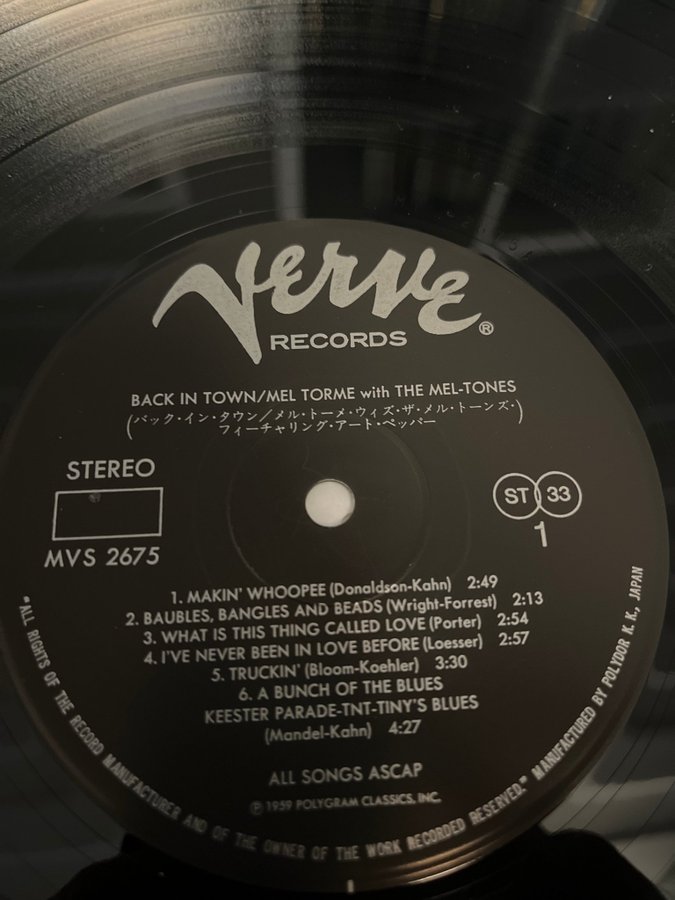 Verve ®
RECORDS
BACK IN TOWN/MEL TORME with THE MEL-TONES
(バック・イン・タウン/メル・トーメ・ウィズ・ザ・メル・トーンズ・
フィーチャリング・アート・ペッパー)
STEREO
MVS 2675
ST 33
1
1. MAKIN' WHOOPEE (Donaldson-Kahn) 2:49
2. BAUBLES, BANGLES AND BEADS (Wright-Forrest) 2:13
3. WHAT IS THIS THING CALLED LOVE (Porter) 2:54
4. I'VE NEVER BEEN IN LOVE BEFORE (Loesser) 2:57
5. TRUCKIN' (Bloom-Koehler) 3:30
6. A BUNCH OF THE BLUES
KEESTER PARADE-TNT-TINY'S BLUES
(Mandel-Kahn) 4:27
ALL SONGS ASCAP
℗ 1959 POLYGRAM CLASSICS, INC.
"ALL RIGHTS OF THE RECORD MANUFACTURER AND OF THE OWNER OF THE WORK RECORDED RESERVED." MANUFACTURED BY POLYDOR K. K., JAPAN